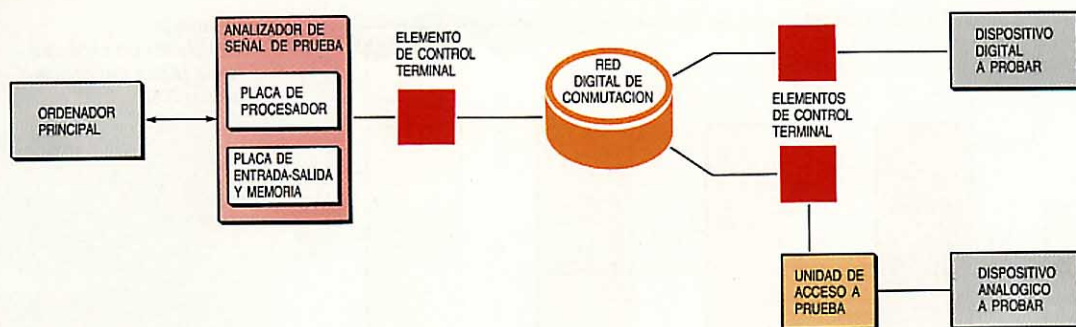 ORDENADOR
PRINCIPAL
ANALIZADOR DE
SEÑAL DE PRUEBA
PLACA DE
PROCESADOR
PLACA DE
ENTRADA-SALIDA
Y MEMORIA
ELEMENTO
DE CONTROL
TERMINAL
RED
DIGITAL DE
CONMUTACION
ELEMENTOS
DE CONTROL
TERMINAL
DISPOSITIVO
DIGITAL
A PROBAR
UNIDAD DE
ACCESO A
PRUEBA
DISPOSITIVO
ANALOGICO
A PROBAR